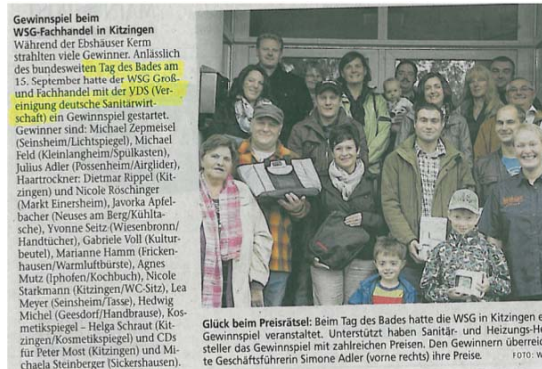 Gewinnspiel beim
WSG-Fachhandel in Kitzingen
Während der Ebshäuser Kerm
strahlten viele Gewinner. Anlässlich
des bundesweiten Tag des Bades am
15. September hatte der WSG Groß-
und Fachhandel mit der VDS (Ver-
einigung deutsche Sanitärwirt-
schaft) ein Gewinnspiel gestartet.
Gewinner sind: Michael Zepmeisel
(Seinsheim/Lichtspiegel), Michael
Feld (Kleinlangheim/Spülkasten),
Julius Adler (Possenheim/Airglider),
Haartrockner: Dietmar Rippel (Kit-
zingen) und Nicole Röschinger
(Markt Einersheim), Javorka Apfel-
bacher (Neuses am Berg/Kühlta-
sche), Yvonne Seitz (Wiesenbronn/
Handtücher), Gabriele Voll (Kultur-
beutel), Marianne Hamm (Fricken-
hausen/Warmluftbürste), Agnes
Mutz (Iphofen/Kochbuch), Nicole
Starkmann (Kitzingen/WC-Sitz), Lea
Meyer (Seinsheim/Tasse), Hedwig
Michel (Geesdorf/Handbrause), Kos-
metikspiegel – Helga Schraut (Kit-
zingen/Kosmetikspiegel) und CDs
für Peter Most (Kitzingen) und Mi-
chaela Steinberger (Sickershausen).
Glück beim Preisrätsel: Beim Tag des Bades hatte die WSG in Kitzingen e
Gewinnspiel veranstaltet. Unterstützt haben Sanitär- und Heizungs-He
steller das Gewinnspiel mit zahlreichen Preisen. Den Gewinnern überreic
te Geschäftsführerin Simone Adler (vorne rechts) ihre Preise. FOTO: W